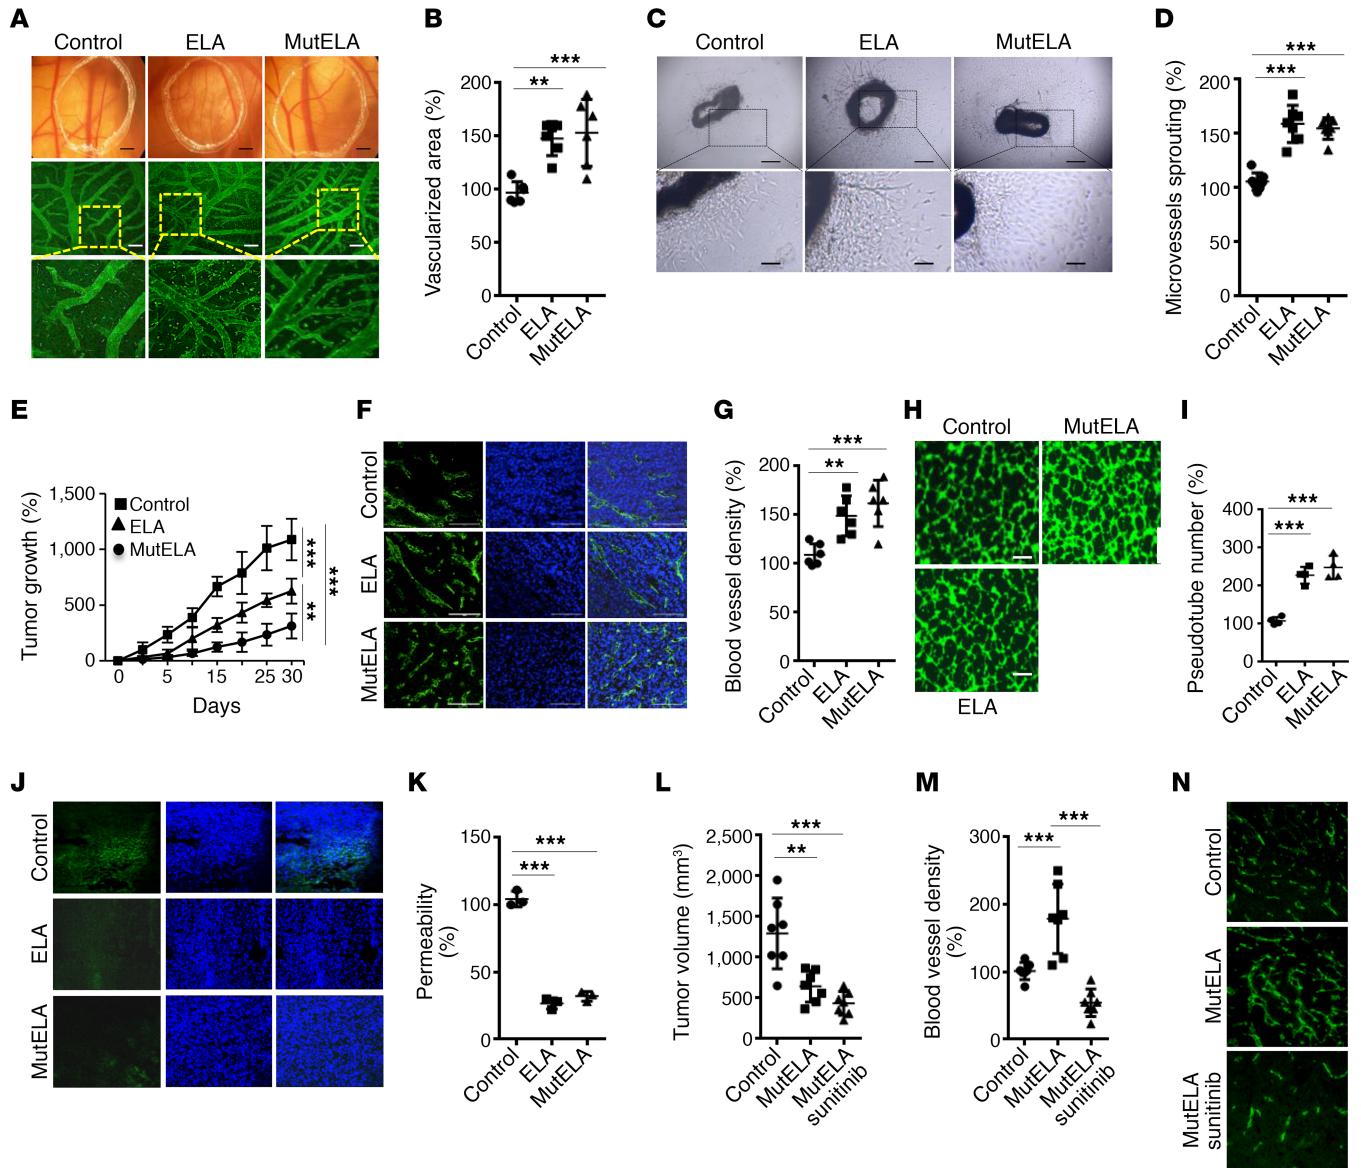 A
Control
ELA
MutELA
B
Vascularized area (%)
200
150
100
50
0
***
**
Control
ELA
MutELA
C
Control
ELA
MutELA
D
Microvessels sprouting (%)
200
150
100
50
0
***
***
Control
ELA
MutELA
E
Tumor growth (%)
1,500
1,000
500
0
Control
ELA
MutELA
***
**
***
0
5
15
25
30
Days
F
Control
ELA
MutELA
G
Blood vessel density (%)
200
150
100
50
0
***
**
Control
ELA
MutELA
H
Control
MutELA
ELA
I
Pseudotube number (%)
400
300
200
100
0
***
***
Control
ELA
MutELA
J
Control
ELA
MutELA
K
Permeability
(%)
150
100
50
0
***
***
Control
ELA
MutELA
L
Tumor volume (mm³)
2,500
2,000
1,500
1,000
500
0
***
**
Control
MutELA
MutELA
sunitinib
M
Blood vessel density
(%)
300
200
100
0
***
***
Control
MutELA
MutELA
sunitinib
N
Control
MutELA
MutELA
sunitinib